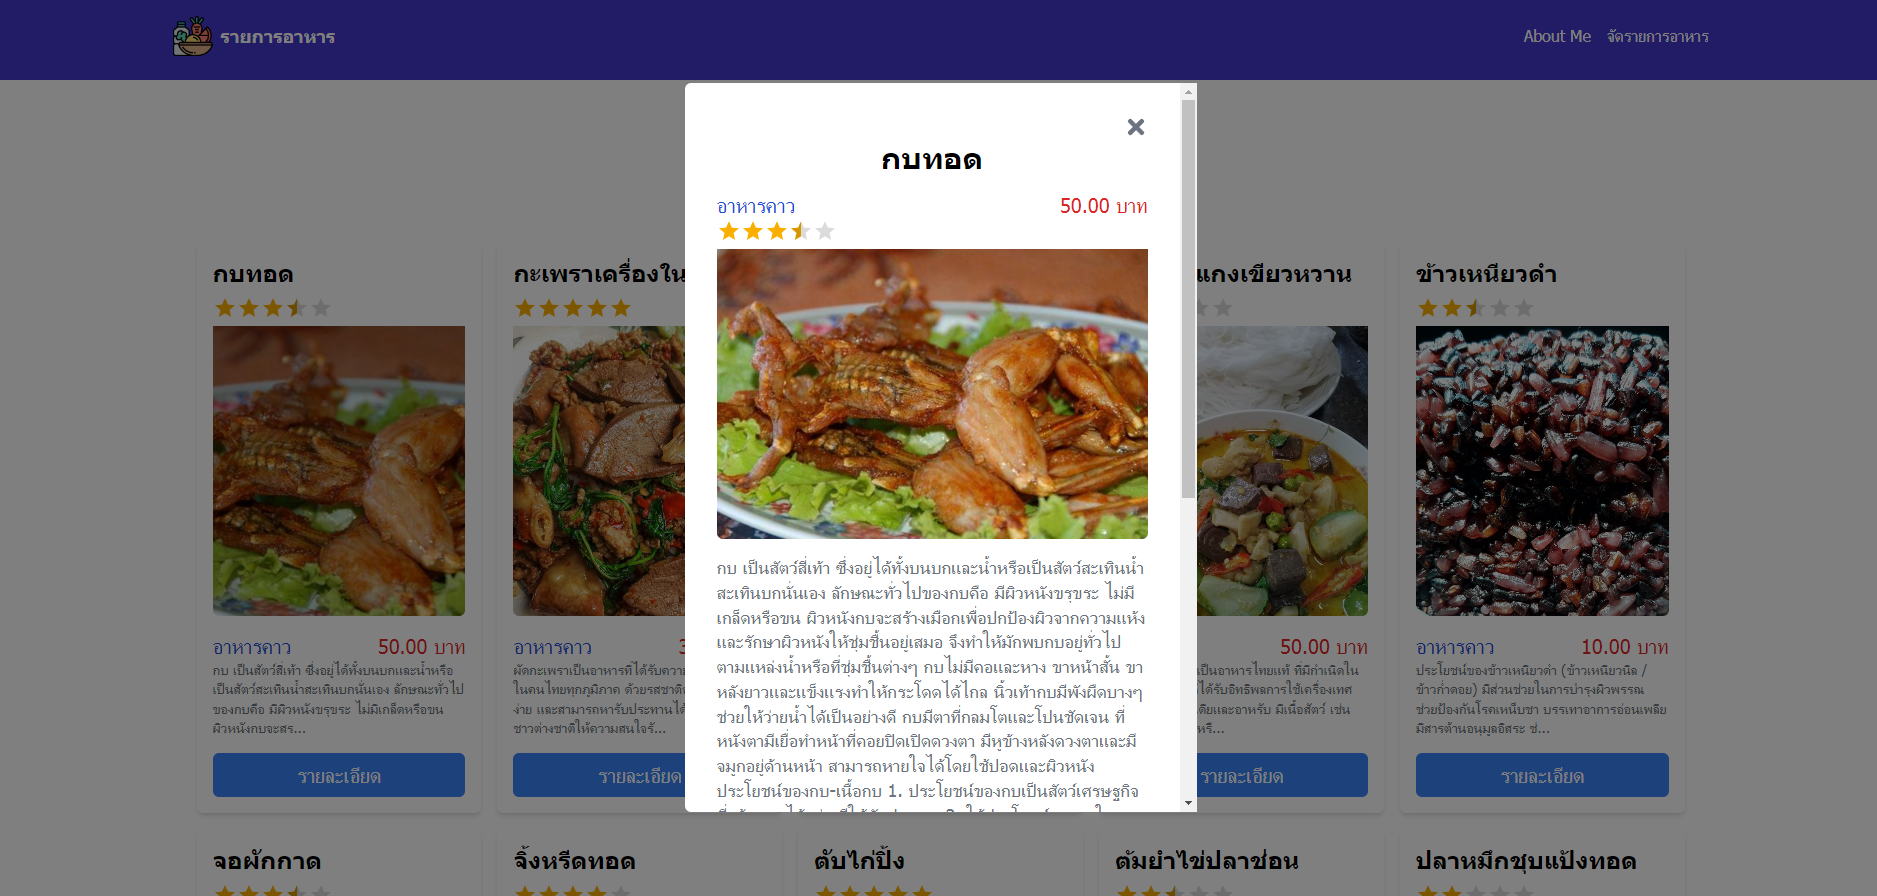 รายการอาหาร
About Me จัดรายการอาหาร
กบทอด
อาหารคาว 50.00 บาท
กบ เป็นสัตว์สี่เท้า ซึ่งอยู่ได้ทั้งบนบกและน้ำหรือเป็นสัตว์สะเทินน้ำ
สะเทินบกนั่นเอง ลักษณะทั่วไปของกบคือ มีผิวหนังขรุขระ ไม่มี
เกล็ดหรือขน ผิวหนังกบจะสร้างเมือกเพื่อปกป้องผิวจากความแห้ง
และรักษาผิวหนังให้ชุ่มชื้นอยู่เสมอ จึงทำให้มักพบกบอยู่ทั่วไป
ตามแหล่งน้ำหรือที่ชุ่มชื้นต่างๆ กบไม่มีคอและหาง ขาหน้าสั้น ขา
หลังยาวและแข็งแรงทำให้กระโดดได้ไกล นิ้วเท้ากบมีพังผืดบางๆ
ช่วยให้ว่ายน้ำได้เป็นอย่างดี กบมีตาที่กลมโตและโปนชัดเจน ที่
หนังตามีเยื่อทำหน้าที่คอยปิดเปิดดวงตา มีหูข้างหลังดวงตาและมี
จมูกอยู่ด้านหน้า สามารถหายใจได้โดยใช้ปอดและผิวหนัง
ประโยชน์ของกบ-เนื้อกบ 1. ประโยชน์ของกบเป็นสัตว์เศรษฐกิจ
กบทอด
อาหารคาว 50.00 บาท
กบ เป็นสัตว์สี่เท้า ซึ่งอยู่ได้ทั้งบนบกและน้ำหรือ
เป็นสัตว์สะเทินน้ำสะเทินบกนั่นเอง ลักษณะทั่วไป
ของกบคือ มีผิวหนังขรุขระ ไม่มีเกล็ดหรือขน
ผิวหนังกบจะสร...
รายละเอียด
กะเพราเครื่องใน
อาหารคาว 3
ผัดกะเพราเป็นอาหารที่ได้รับควา
ในคนไทยทุกภูมิภาค ด้วยรสชาติ
ง่าย และสามารถหารับประทานได้
ชาวต่างชาติให้ความสนใจรั...
รายละเอียด
แกงเขียวหวาน
50.00 บาท
เป็นอาหารไทยแท้ ที่มีกำเนิดใน
ได้รับอิทธิพลการใช้เครื่องเทศ
เดียและอาหรับ มีเนื้อสัตว์ เช่น
หรื...
รายละเอียด
ข้าวเหนียวดำ
อาหารคาว 10.00 บาท
ประโยชน์ของข้าวเหนียวดำ (ข้าวเหนียวนิล /
ข้าวก่ำดอย) มีส่วนช่วยในการบำรุงผิวพรรณ
ช่วยป้องกันโรคเหน็บชา บรรเทาอาการอ่อนเพลีย
มีสารต้านอนุมูลอิสระ ช่...
รายละเอียด
จอผักกาด
จิ้งหรีดทอด
ตับไก่ปิ้ง
ต้มยำไข่ปลาช่อน
ปลาหมึกชุบแป้งทอด